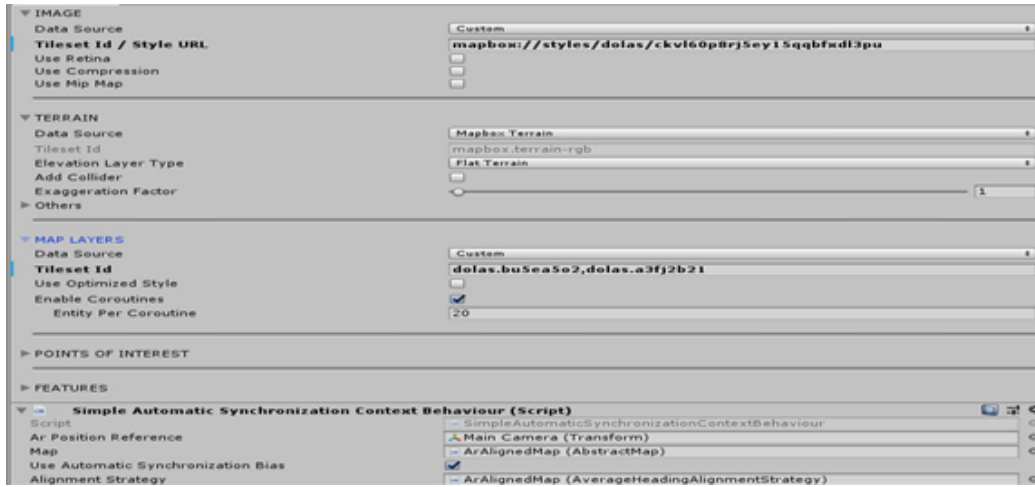 IMAGE
Data Source Custom
Tileset Id / Style URL mapbox://styles/dolas/ckvl60p8rj5ey15qqbfxdl3pu
Use Retina
Use Compression
Use Mip Map
TERRAIN
Data Source Mapbox Terrain
Tileset Id mapbox.terrain-rgb
Elevation Layer Type Flat Terrain
Add Collider
Exaggeration Factor 1
Others
MAP LAYERS
Data Source Custom
Tileset Id dolas.bu5ea5o2,dolas.a3fj2b21
Use Optimized Style
Enable Coroutines
Entity Per Coroutine 20
POINTS OF INTEREST
FEATURES
Simple Automatic Synchronization Context Behaviour (Script)
Script SimpleAutomaticSynchronizationContextBehaviour
Ar Position Reference Main Camera (Transform)
Map ArAlignedMap (AbstractMap)
Use Automatic Synchronization Bias
Alignment Strategy ArAlignedMap (AverageHeadingAlignmentStrategy)